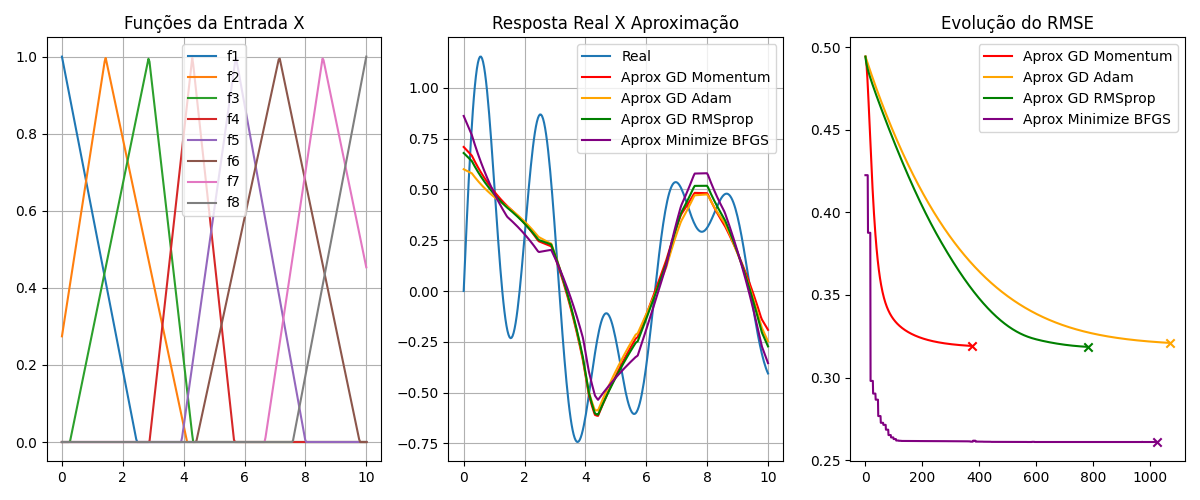 Funções da Entrada X
1.0
0.8
0.6
0.4
0.2
0.0
0 2 4 6 8 10
f1
f2
f3
f4
f5
f6
f7
f8
Resposta Real X Aproximação
1.00
0.75
0.50
0.25
0.00
−0.25
−0.50
−0.75
0 2 4 6 8 10
Real
Aprox GD Momentum
Aprox GD Adam
Aprox GD RMSprop
Aprox Minimize BFGS
Evolução do RMSE
0.50
0.45
0.40
0.35
0.30
0.25
0 200 400 600 800 1000
Aprox GD Momentum
Aprox GD Adam
Aprox GD RMSprop
Aprox Minimize BFGS